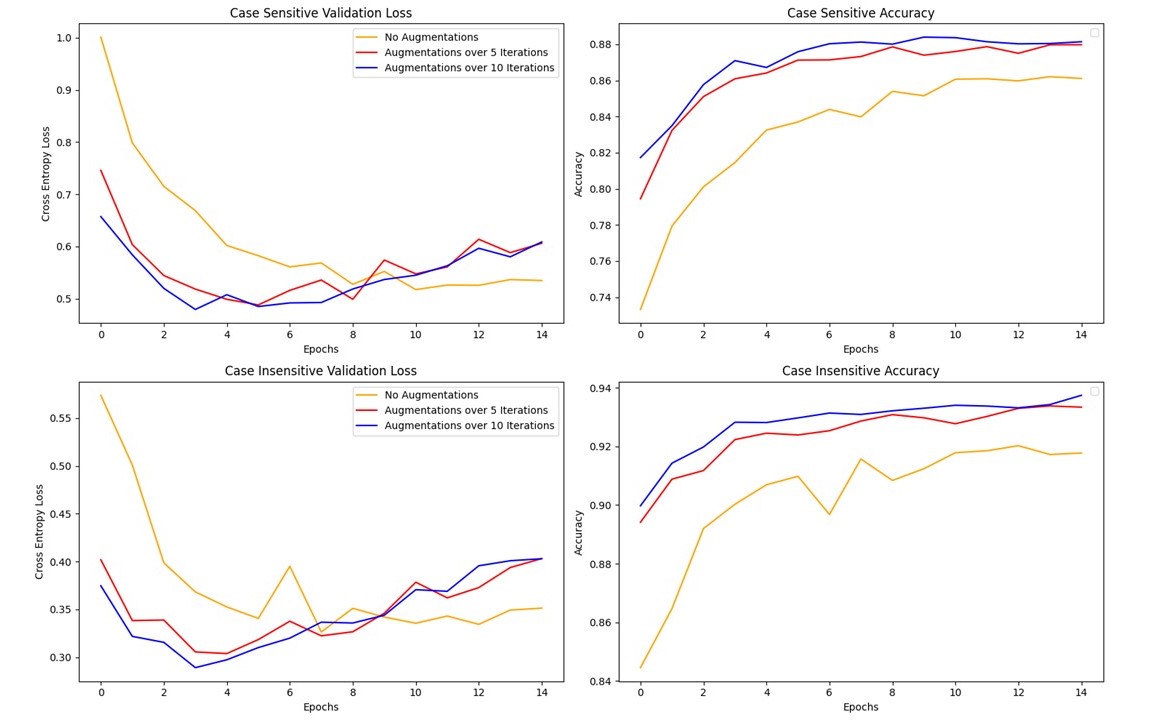 Case Sensitive Validation Loss
Cross Entropy Loss
1.0
0.9
0.8
0.7
0.6
0.5
No Augmentations
Augmentations over 5 Iterations
Augmentations over 10 Iterations
0 2 4 6 8 10 12 14
Epochs
Case Sensitive Accuracy
Accuracy
0.88
0.86
0.84
0.82
0.80
0.78
0.76
0.74
0 2 4 6 8 10 12 14
Epochs
Case Insensitive Validation Loss
Cross Entropy Loss
0.55
0.50
0.45
0.40
0.35
0.30
No Augmentations
Augmentations over 5 Iterations
Augmentations over 10 Iterations
0 2 4 6 8 10 12 14
Epochs
Case Insensitive Accuracy
Accuracy
0.94
0.92
0.90
0.88
0.86
0.84
0 2 4 6 8 10 12 14
Epochs